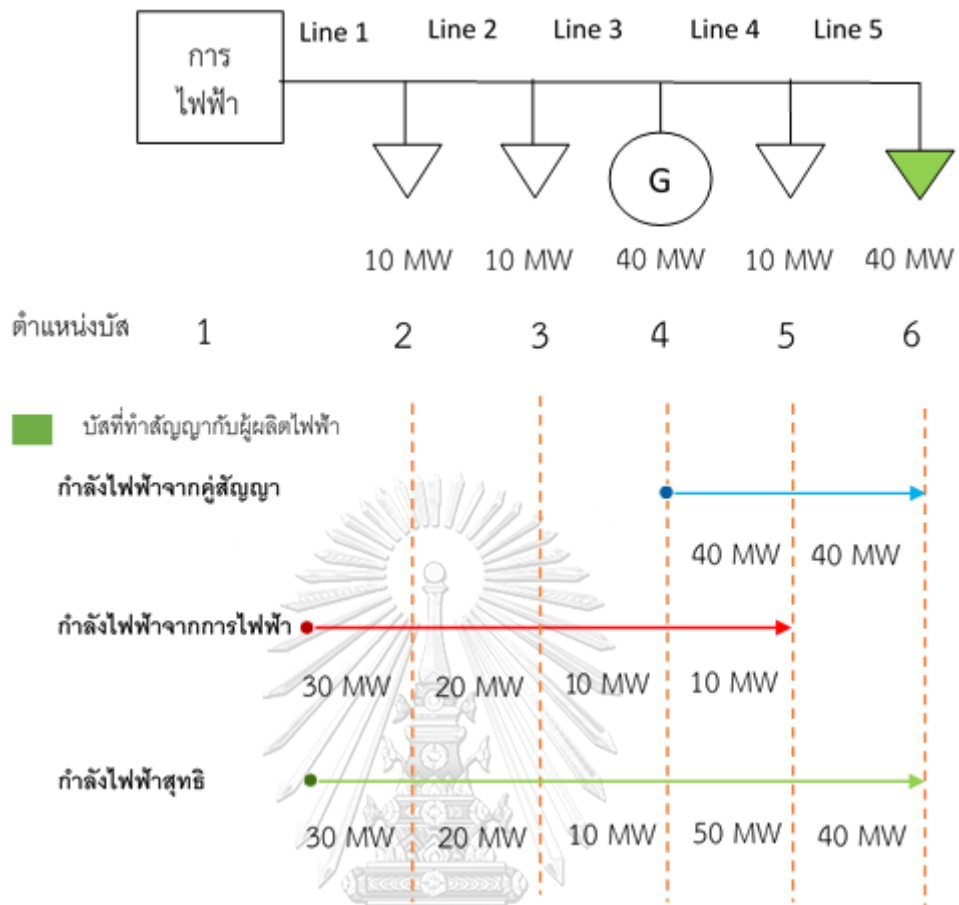 การ
ไฟฟ้า
Line 1 Line 2 Line 3 Line 4 Line 5
G
10 MW 10 MW 40 MW 10 MW 40 MW
ตำแหน่งบัส 1 2 3 4 5 6
บัสที่ทำสัญญากับผู้ผลิตไฟฟ้า
กำลังไฟฟ้าจากคู่สัญญา
40 MW 40 MW
กำลังไฟฟ้าจากการไฟฟ้า
30 MW 20 MW 10 MW 10 MW
กำลังไฟฟ้าสุทธิ
30 MW 20 MW 10 MW 50 MW 40 MW